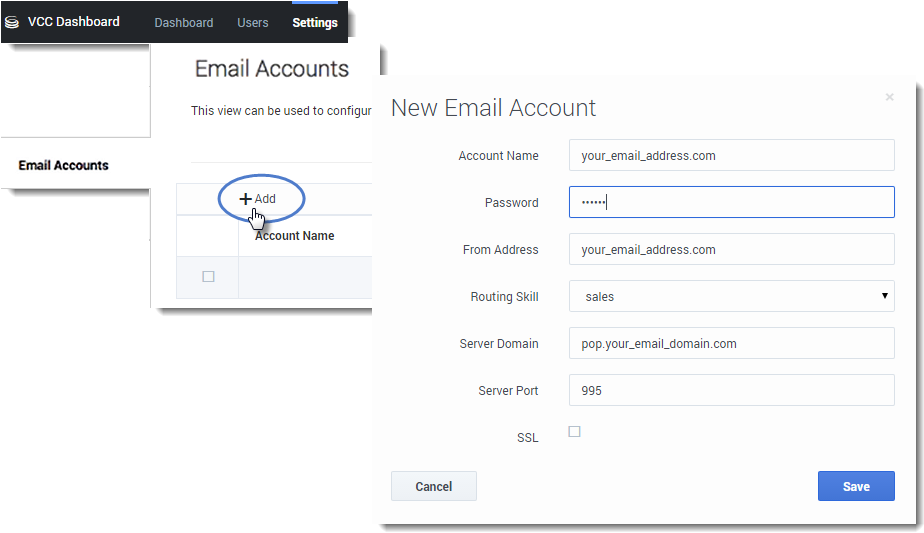 VCC Dashboard Dashboard Users Settings
Email Accounts
This view can be used to configur
Email Accounts
+ Add
Account Name
New Email Account
×
Account Name your_email_address.com
Password ••••••
From Address your_email_address.com
Routing Skill sales
Server Domain pop.your_email_domain.com
Server Port 995
SSL
Cancel Save